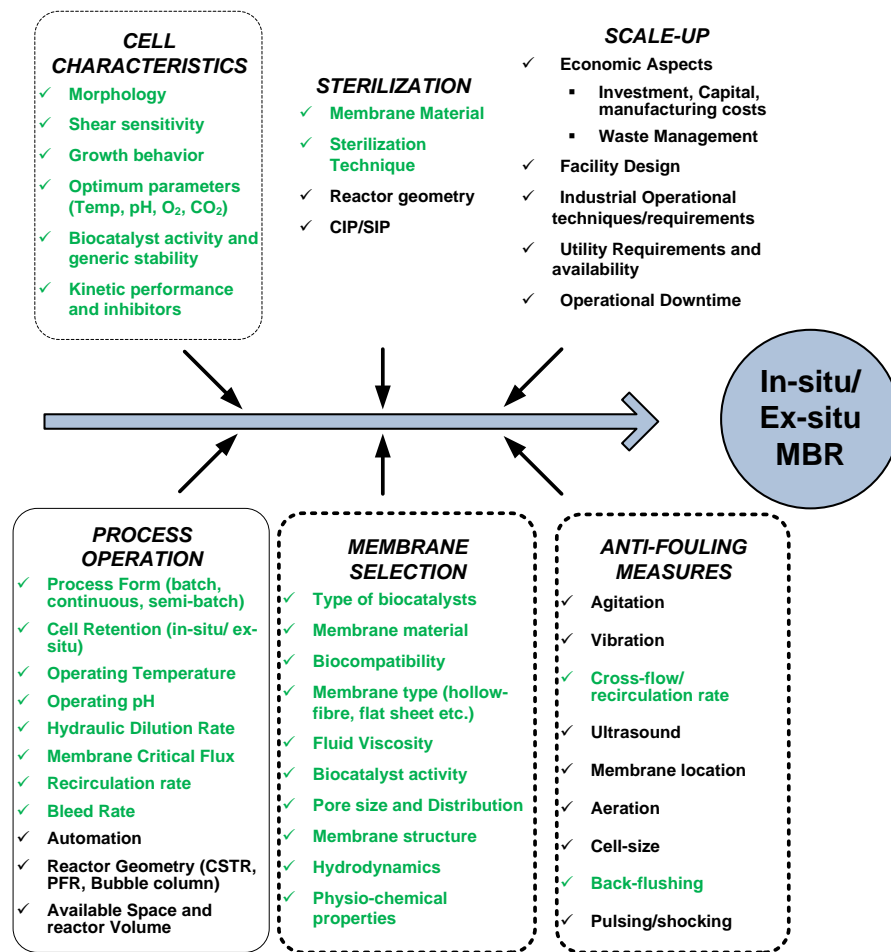 CELL
CHARACTERISTICS
✓ Morphology
✓ Shear sensitivity
✓ Growth behavior
✓ Optimum parameters
(Temp, pH, O₂, CO₂)
✓ Biocatalyst activity and
generic stability
✓ Kinetic performance
and inhibitors
STERILIZATION
✓ Membrane Material
✓ Sterilization
Technique
✓ Reactor geometry
✓ CIP/SIP
SCALE-UP
✓ Economic Aspects
▪ Investment, Capital,
manufacturing costs
▪ Waste Management
✓ Facility Design
✓ Industrial Operational
techniques/requirements
✓ Utility Requirements and
availability
✓ Operational Downtime
In-situ/
Ex-situ
MBR
PROCESS
OPERATION
✓ Process Form (batch,
continuous, semi-batch)
✓ Cell Retention (in-situ/ ex-
situ)
✓ Operating Temperature
✓ Operating pH
✓ Hydraulic Dilution Rate
✓ Membrane Critical Flux
✓ Recirculation rate
✓ Bleed Rate
✓ Automation
✓ Reactor Geometry (CSTR,
PFR, Bubble column)
✓ Available Space and
reactor Volume
MEMBRANE
SELECTION
✓ Type of biocatalysts
✓ Membrane material
✓ Biocompatibility
✓ Membrane type (hollow-
fibre, flat sheet etc.)
✓ Fluid Viscosity
✓ Biocatalyst activity
✓ Pore size and Distribution
✓ Membrane structure
✓ Hydrodynamics
✓ Physio-chemical
properties
ANTI-FOULING
MEASURES
✓ Agitation
✓ Vibration
✓ Cross-flow/
recirculation rate
✓ Ultrasound
✓ Membrane location
✓ Aeration
✓ Cell-size
✓ Back-flushing
✓ Pulsing/shocking